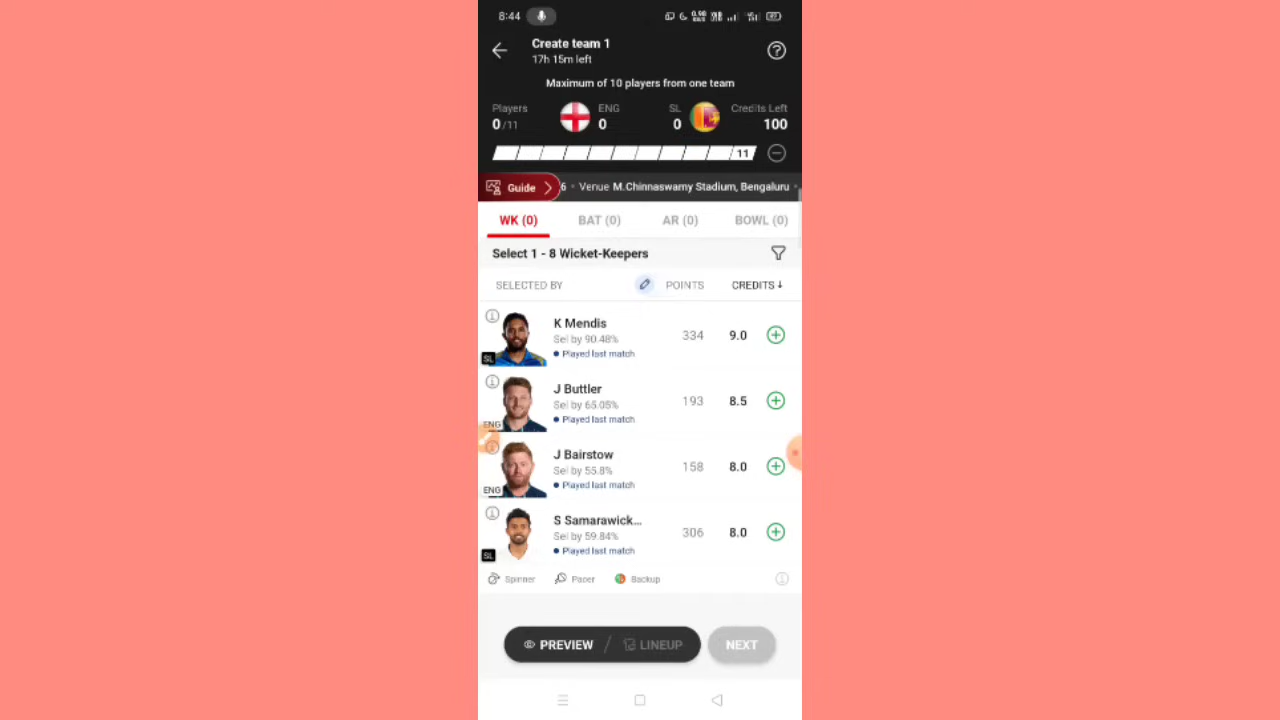 8:44
Create team 1
17h 15m left
Maximum of 10 players from one team
Players
0/11
ENG
0
SL
0
Credits Left
100
11
Guide
6 • Venue M.Chinnaswamy Stadium, Bengaluru
WK (0) BAT (0) AR (0) BOWL (0)
Select 1 - 8 Wicket-Keepers
SELECTED BY POINTS CREDITS↓
K Mendis
Sel by 90.48%
Played last match
334 9.0
SL
J Buttler
Sel by 65.05%
Played last match
193 8.5
ENG
J Bairstow
Sel by 55.8%
Played last match
158 8.0
ENG
S Samarawick...
Sel by 59.84%
Played last match
306 8.0
SL
Spinner Pacer Backup
PREVIEW / LINEUP NEXT